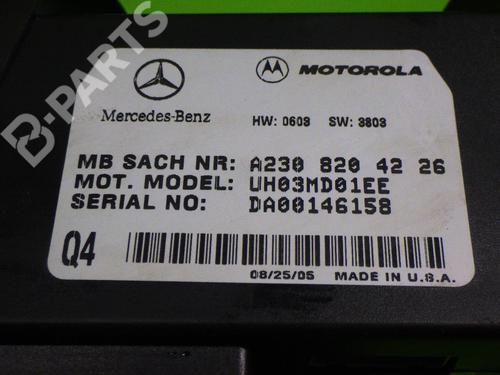 B-PARTS
MOTOROLA
Mercedes-Benz HW: 0603 SW: 3803
MB SACH NR: A230 820 42 26
MOT. MODEL: UH03MD01EE
SERIAL NO: DA00146158
Q4
08/25/05 MADE IN U.S.A.